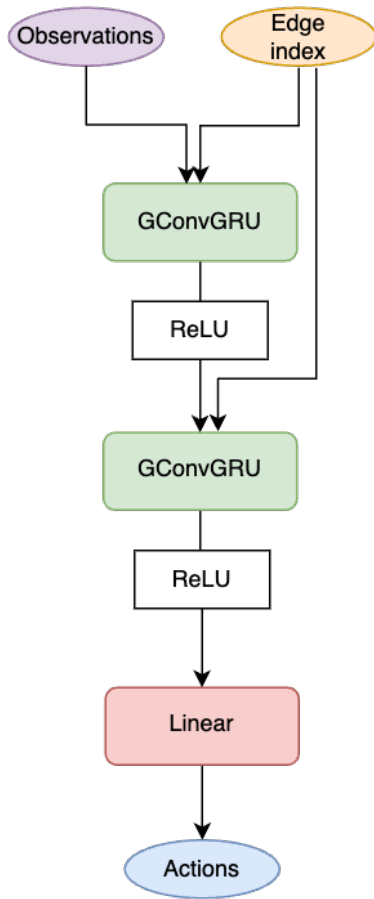 Observations
Edge
index
GConvGRU
ReLU
GConvGRU
ReLU
Linear
Actions